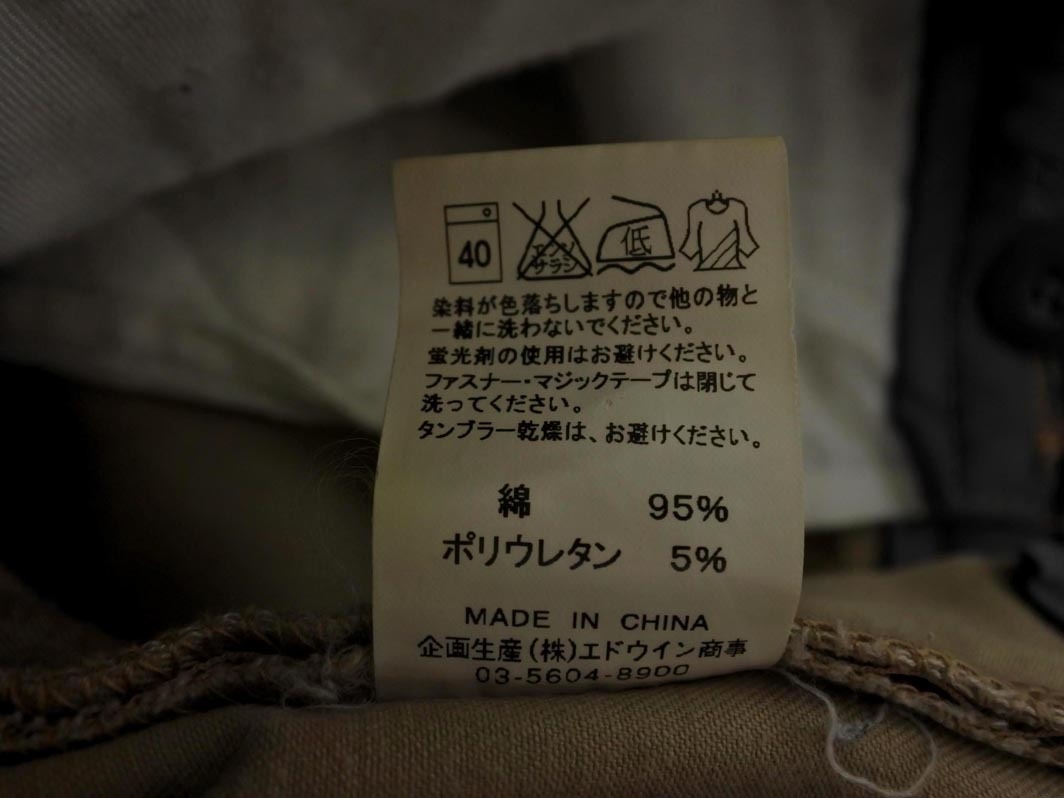 40
エンソ
サラシ
低
染料が色落ちしますので他の物と
一緒に洗わないでください。
蛍光剤の使用はお避けください。
ファスナー・マジックテープは閉じて
洗ってください。
タンブラー乾燥は、お避けください。
綿 95%
ポリウレタン 5%
MADE IN CHINA
企画生産(株)エドウイン商事
03-5604-8900